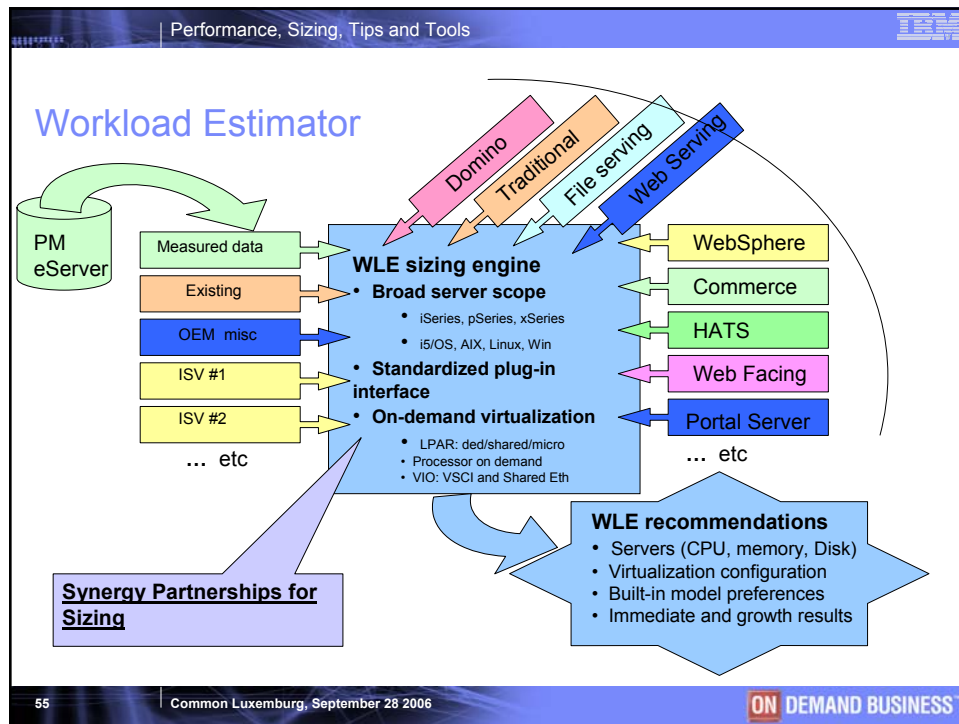 Performance, Sizing, Tips and Tools
IBM
Workload Estimator
Domino
Traditional
File serving
Web Serving
PM
eServer
Measured data
Existing
OEM misc
ISV #1
ISV #2
... etc
WLE sizing engine
• Broad server scope
• iSeries, pSeries, xSeries
• i5/OS, AIX, Linux, Win
• Standardized plug-in
interface
• On-demand virtualization
• LPAR: ded/shared/micro
• Processor on demand
• VIO: VSCI and Shared Eth
WebSphere
Commerce
HATS
Web Facing
Portal Server
... etc
WLE recommendations
• Servers (CPU, memory, Disk)
• Virtualization configuration
• Built-in model preferences
• Immediate and growth results
Synergy Partnerships for
Sizing
55
Common Luxemburg, September 28 2006
ON DEMAND BUSINESS™